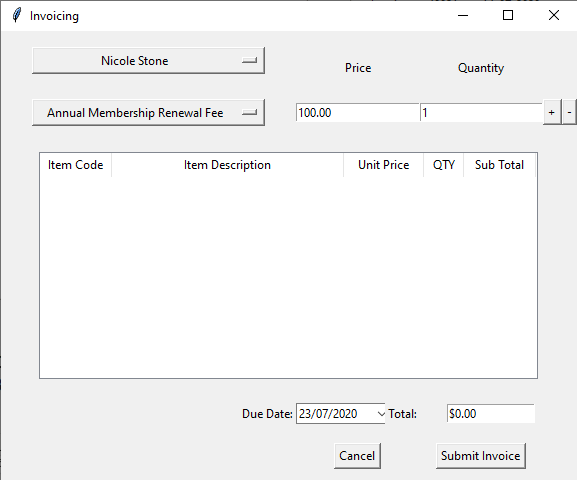 Invoicing
Nicole Stone
Price Quantity
Annual Membership Renewal Fee 100.00 1 + -
Item Code Item Description Unit Price QTY Sub Total
Due Date: 23/07/2020 Total: $0.00
Cancel Submit Invoice